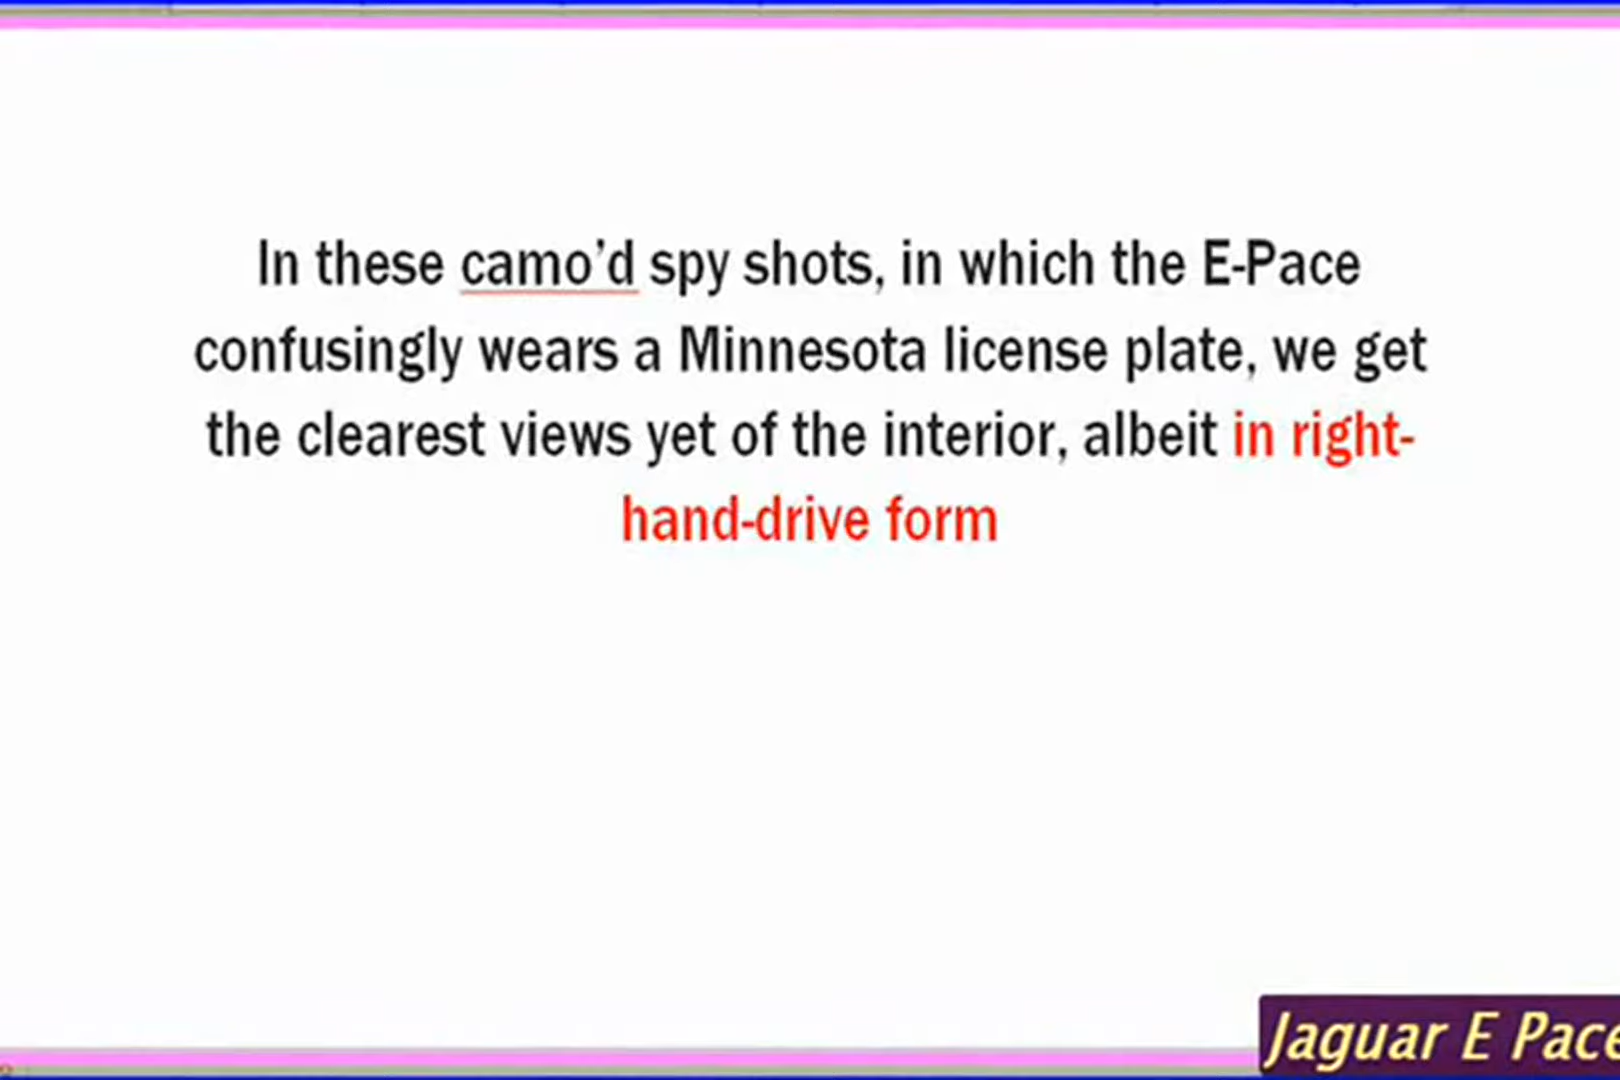 In these camo’d spy shots, in which the E-Pace
confusingly wears a Minnesota license plate, we get
the clearest views yet of the interior, albeit in right-
hand-drive form
Jaguar E Pace